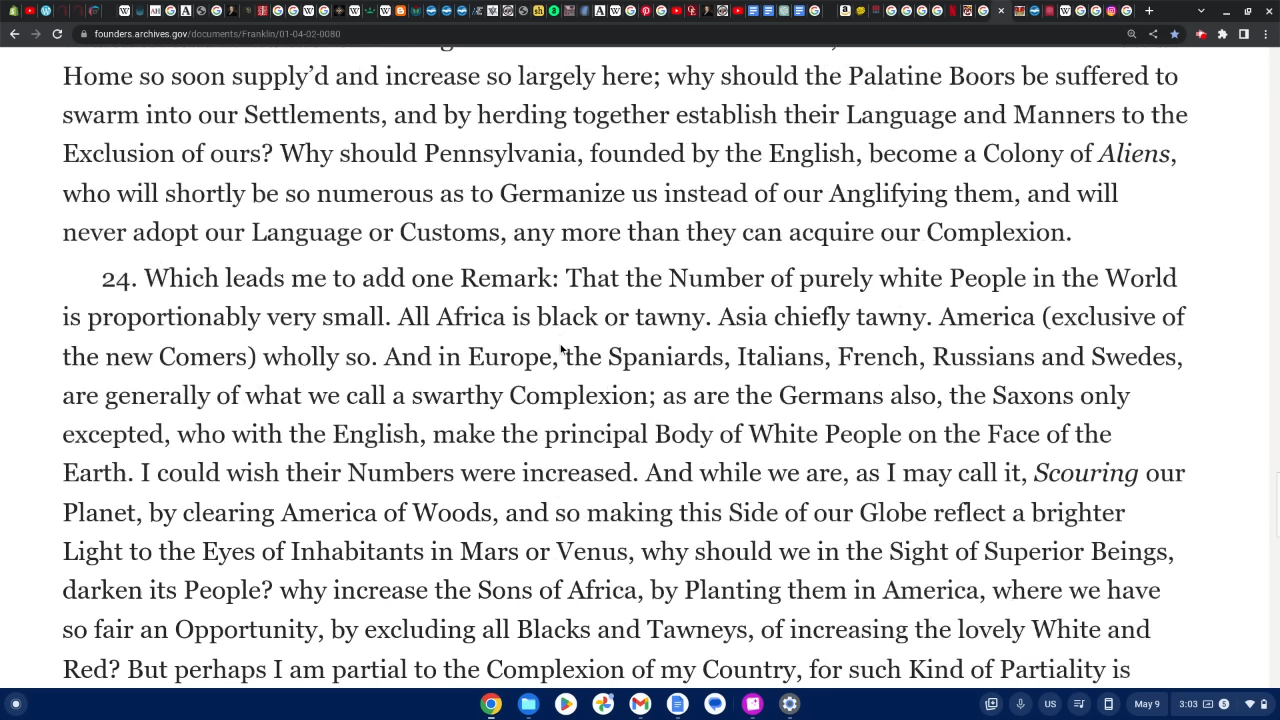 founders.archives.gov/documents/Franklin/01-04-02-0080
Home so soon supply’d and increase so largely here; why should the Palatine Boors be suffered to
swarm into our Settlements, and by herding together establish their Language and Manners to the
Exclusion of ours? Why should Pennsylvania, founded by the English, become a Colony of Aliens,
who will shortly be so numerous as to Germanize us instead of our Anglifying them, and will
never adopt our Language or Customs, any more than they can acquire our Complexion.
24. Which leads me to add one Remark: That the Number of purely white People in the World
is proportionably very small. All Africa is black or tawny. Asia chiefly tawny. America (exclusive of
the new Comers) wholly so. And in Europe, the Spaniards, Italians, French, Russians and Swedes,
are generally of what we call a swarthy Complexion; as are the Germans also, the Saxons only
excepted, who with the English, make the principal Body of White People on the Face of the
Earth. I could wish their Numbers were increased. And while we are, as I may call it, Scouring our
Planet, by clearing America of Woods, and so making this Side of our Globe reflect a brighter
Light to the Eyes of Inhabitants in Mars or Venus, why should we in the Sight of Superior Beings,
darken its People? why increase the Sons of Africa, by Planting them in America, where we have
so fair an Opportunity, by excluding all Blacks and Tawneys, of increasing the lovely White and
Red? But perhaps I am partial to the Complexion of my Country, for such Kind of Partiality is
US May 9 3:03